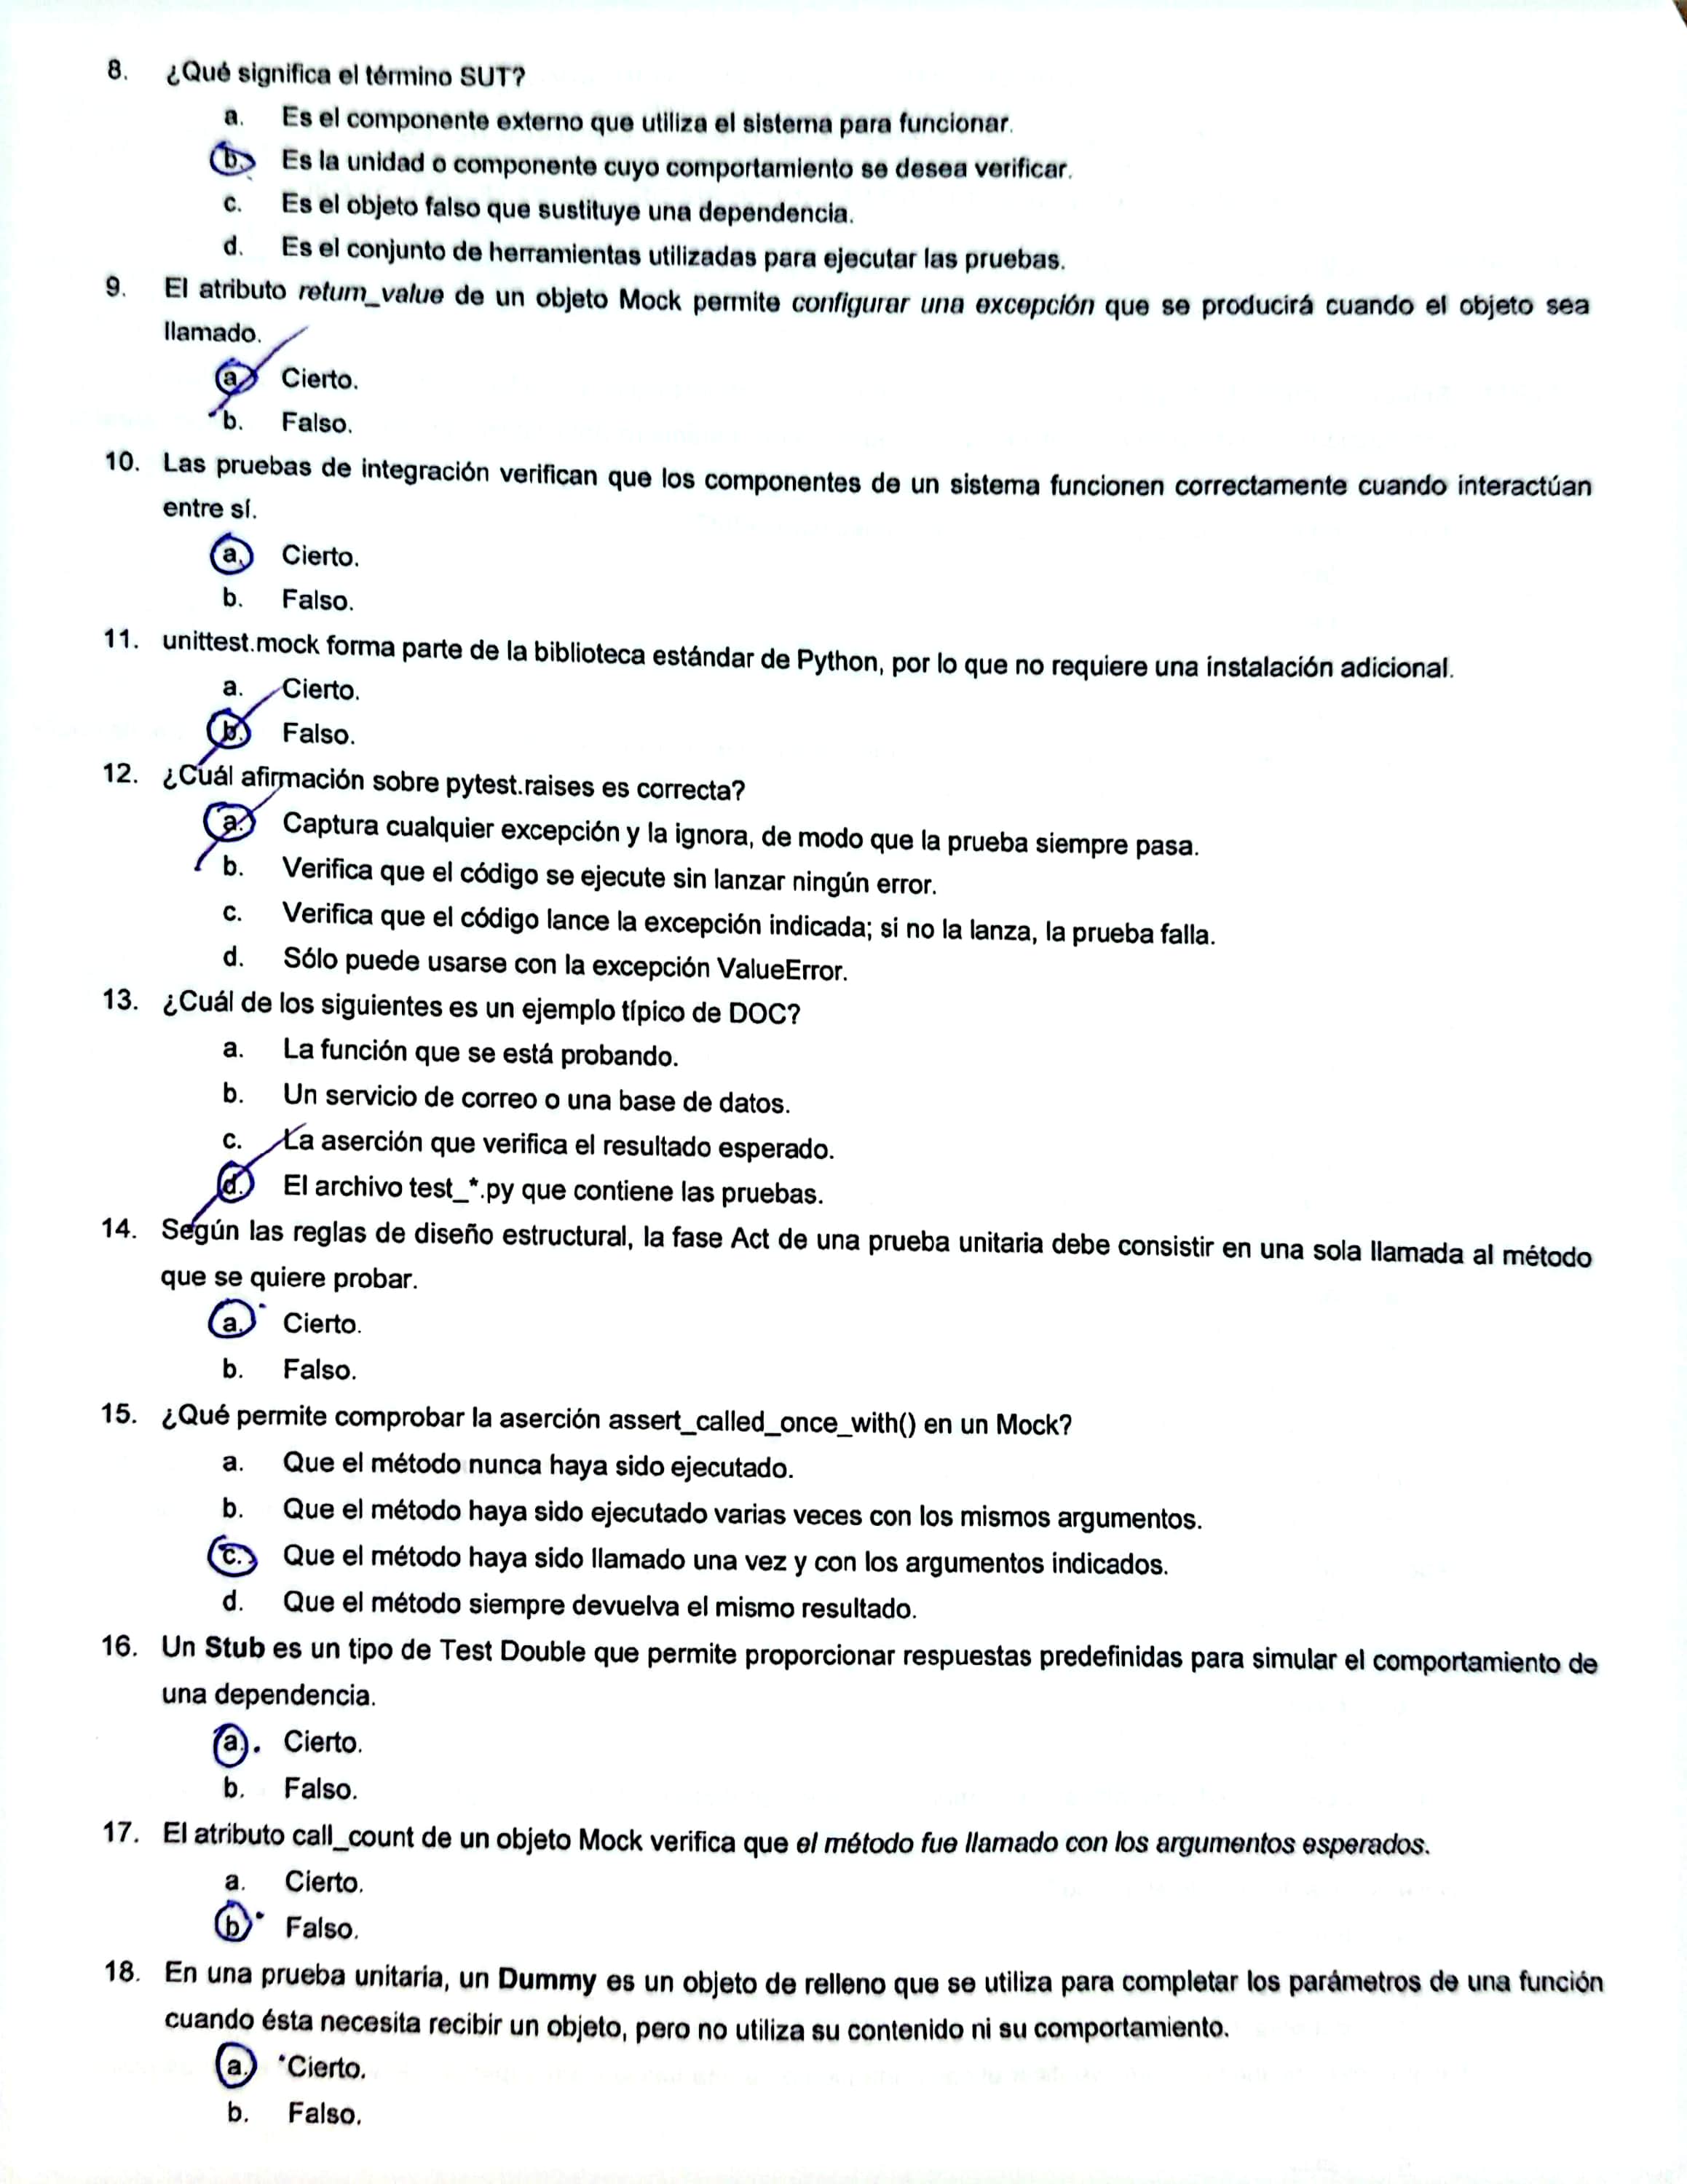 8. ¿Qué significa el término SUT?
a. Es el componente externo que utiliza el sistema para funcionar.
b. Es la unidad o componente cuyo comportamiento se desea verificar.
c. Es el objeto falso que sustituye una dependencia.
d. Es el conjunto de herramientas utilizadas para ejecutar las pruebas.
9. El atributo return_value de un objeto Mock permite configurar una excepción que se producirá cuando el objeto sea
llamado.
a. Cierto.
b. Falso.
10. Las pruebas de integración verifican que los componentes de un sistema funcionen correctamente cuando interactúan
entre sí.
a. Cierto.
b. Falso.
11. unittest.mock forma parte de la biblioteca estándar de Python, por lo que no requiere una instalación adicional.
a. Cierto.
b. Falso.
12. ¿Cuál afirmación sobre pytest.raises es correcta?
a. Captura cualquier excepción y la ignora, de modo que la prueba siempre pasa.
b. Verifica que el código se ejecute sin lanzar ningún error.
c. Verifica que el código lance la excepción indicada; si no la lanza, la prueba falla.
d. Sólo puede usarse con la excepción ValueError.
13. ¿Cuál de los siguientes es un ejemplo típico de DOC?
a. La función que se está probando.
b. Un servicio de correo o una base de datos.
c. La aserción que verifica el resultado esperado.
d. El archivo test_*.py que contiene las pruebas.
14. Según las reglas de diseño estructural, la fase Act de una prueba unitaria debe consistir en una sola llamada al método
que se quiere probar.
a. Cierto.
b. Falso.
15. ¿Qué permite comprobar la aserción assert_called_once_with() en un Mock?
a. Que el método nunca haya sido ejecutado.
b. Que el método haya sido ejecutado varias veces con los mismos argumentos.
c. Que el método haya sido llamado una vez y con los argumentos indicados.
d. Que el método siempre devuelva el mismo resultado.
16. Un Stub es un tipo de Test Double que permite proporcionar respuestas predefinidas para simular el comportamiento de
una dependencia.
a. Cierto.
b. Falso.
17. El atributo call_count de un objeto Mock verifica que el método fue llamado con los argumentos esperados.
a. Cierto.
b. Falso.
18. En una prueba unitaria, un Dummy es un objeto de relleno que se utiliza para completar los parámetros de una función
cuando ésta necesita recibir un objeto, pero no utiliza su contenido ni su comportamiento.
a. Cierto.
b. Falso.